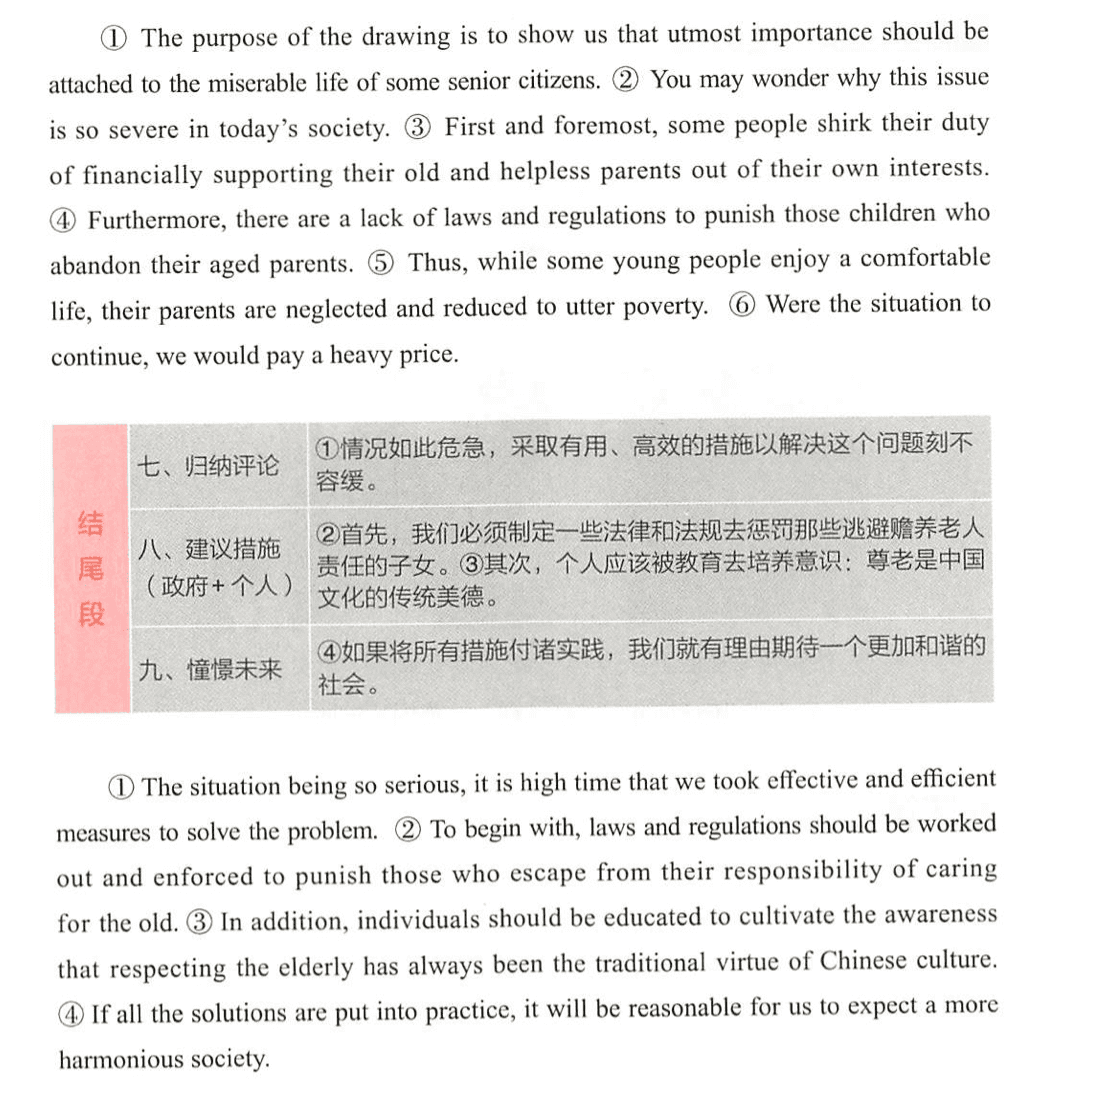 ① The purpose of the drawing is to show us that utmost importance should be
attached to the miserable life of some senior citizens. ② You may wonder why this issue
is so severe in today's society. ③ First and foremost, some people shirk their duty
of financially supporting their old and helpless parents out of their own interests.
④ Furthermore, there are a lack of laws and regulations to punish those children who
abandon their aged parents. ⑤ Thus, while some young people enjoy a comfortable
life, their parents are neglected and reduced to utter poverty. ⑥ Were the situation to
continue, we would pay a heavy price.
结尾段
七、归纳评论
①情况如此危急，采取有用、高效的措施以解决这个问题刻不
容缓。
八、建议措施
（政府+个人）
②首先，我们必须制定一些法律和法规去惩罚那些逃避赡养老人
责任的子女。③其次，个人应该被教育去培养意识：尊老是中国
文化的传统美德。
九、憧憬未来
④如果将所有措施付诸实践，我们就有理由期待一个更加和谐的
社会。
① The situation being so serious, it is high time that we took effective and efficient
measures to solve the problem. ② To begin with, laws and regulations should be worked
out and enforced to punish those who escape from their responsibility of caring
for the old. ③ In addition, individuals should be educated to cultivate the awareness
that respecting the elderly has always been the traditional virtue of Chinese culture.
④ If all the solutions are put into practice, it will be reasonable for us to expect a more
harmonious society.